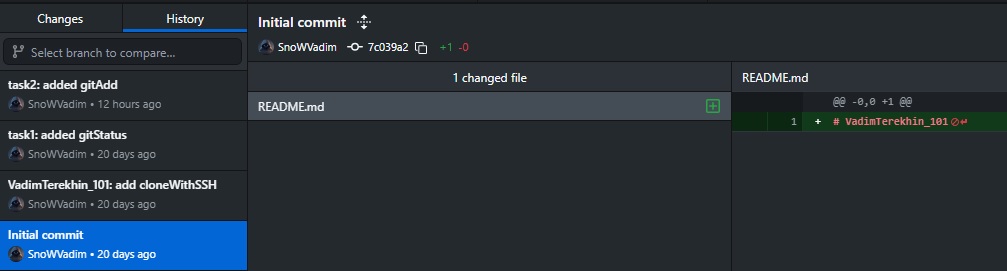 Changes
History
Select branch to compare...
task2: added gitAdd
SnoWVadim • 12 hours ago
task1: added gitStatus
SnoWVadim • 20 days ago
VadimTerekhin_101: add cloneWithSSH
SnoWVadim • 20 days ago
Initial commit
SnoWVadim • 20 days ago
Initial commit
SnoWVadim 7c039a2 +1 -0
1 changed file
README.md
README.md
@@ -0,0 +1 @@
1 + # VadimTerekhin_101